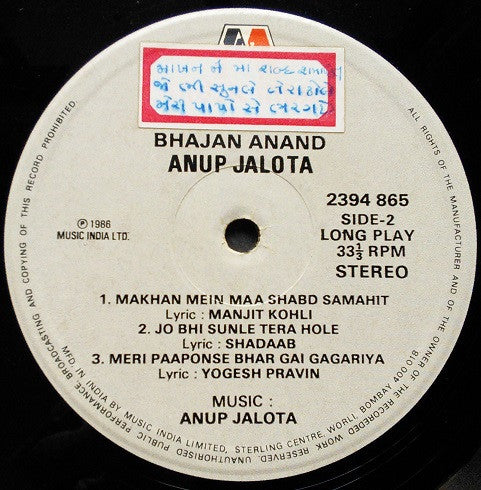 માખન મે મા શબ્દ
જો ભી સુનલે તેરા હોલે
મેરી પાપો સે ભરગઈ
BHAJAN ANAND
ANUP JALOTA
℗ 1986
MUSIC INDIA LTD.
2394 865
SIDE-2
LONG PLAY
33⅓ RPM
STEREO
1. MAKHAN MEIN MAA SHABD SAMAHIT
Lyric : MANJIT KOHLI
2. JO BHI SUNLE TERA HOLE
Lyric : SHADAAB
3. MERI PAAPONSE BHAR GAI GAGARIYA
Lyric : YOGESH PRAVIN
MUSIC :
ANUP JALOTA
MFD. IN INDIA BY MUSIC INDIA LIMITED, STERLING CENTRE, WORLI, BOMBAY 400 018
ALL RIGHTS OF THE MANUFACTURER AND OF THE OWNER OF THE RECORDED WORK RESERVED. UNAUTHORISED PUBLIC PERFORMANCE, BROADCASTING AND COPYING OF THIS RECORD PROHIBITED